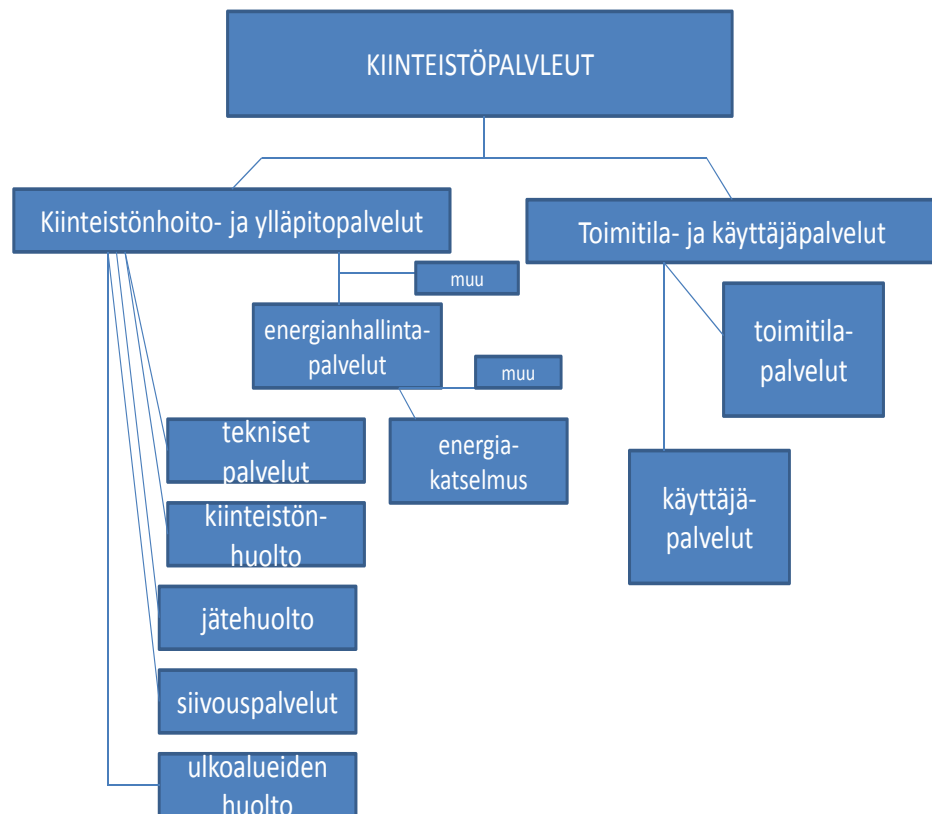 KIINTEISTÖPALVLEUT
Kiinteistönhoito- ja ylläpitopalvelut
Toimitila- ja käyttäjäpalvelut
muu
energianhallinta-
palvelut
toimitila-
palvelut
muu
tekniset
palvelut
energia-
katselmus
kiinteistön-
huolto
käyttäjä-
palvelut
jätehuolto
siivouspalvelut
ulkoalueiden
huolto